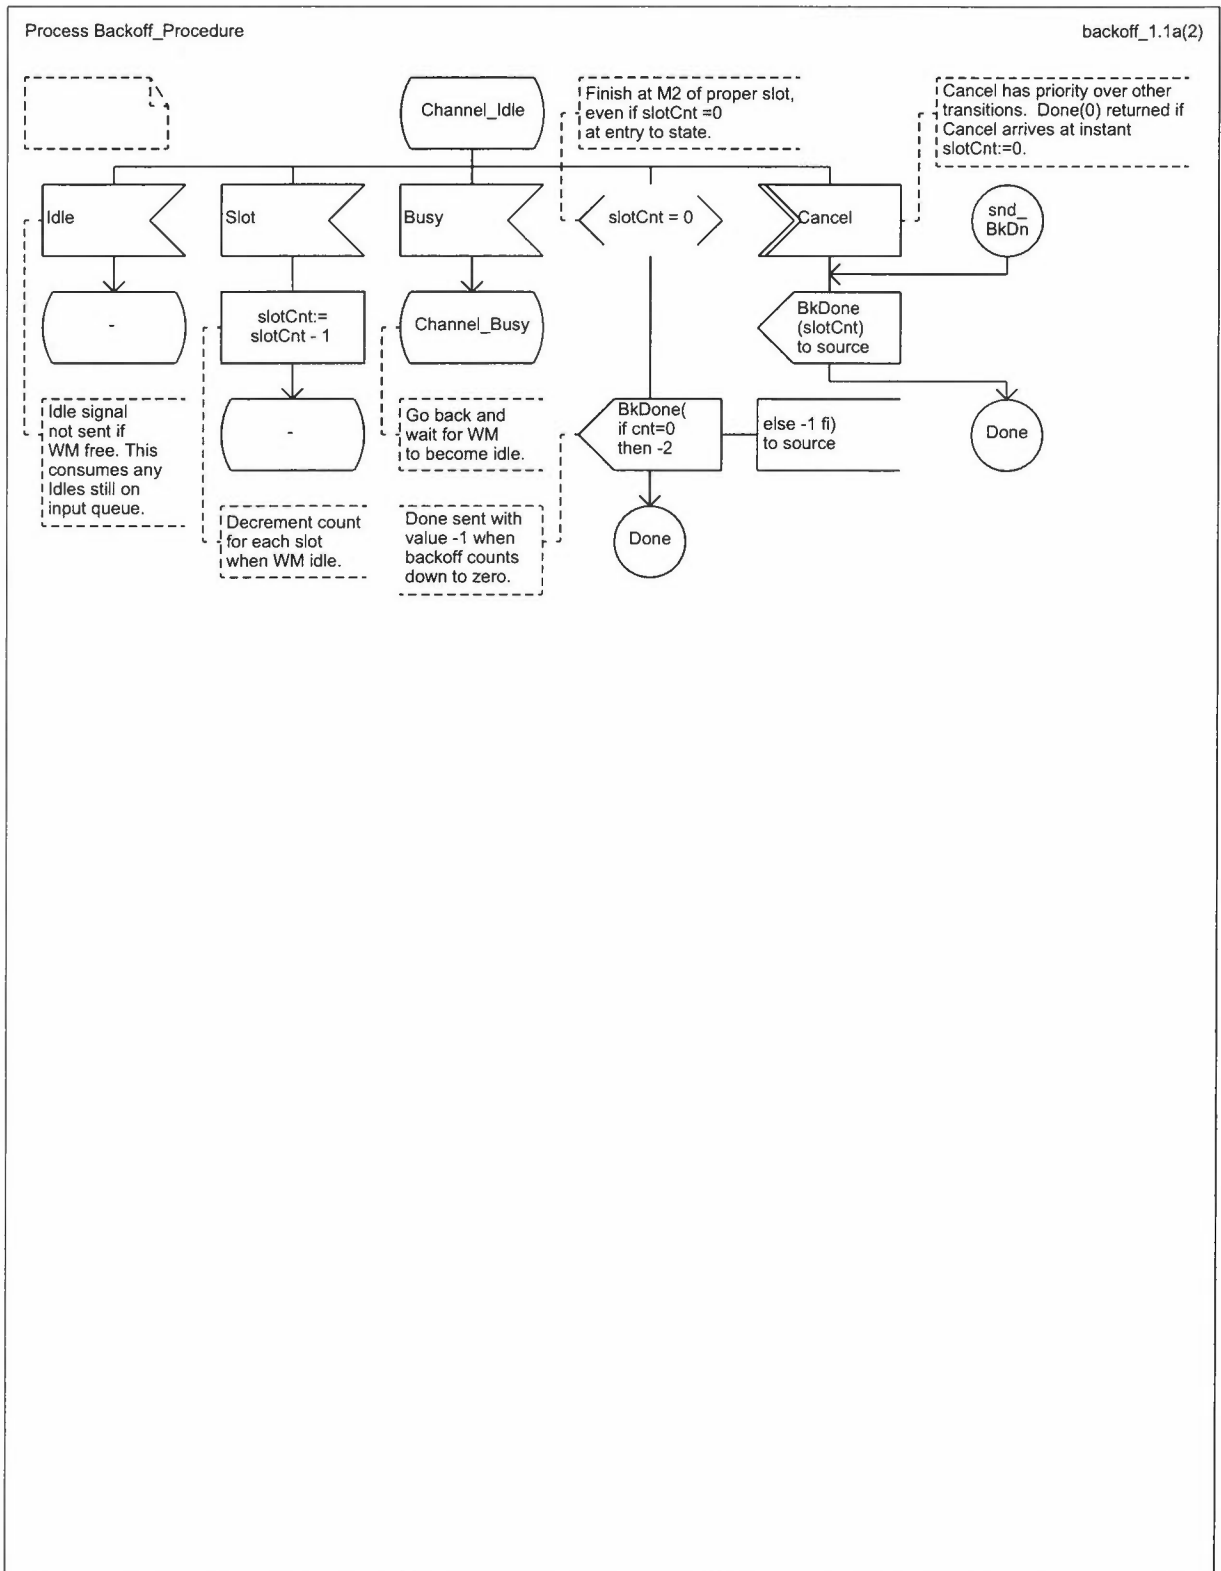 Process Backoff_Procedure
backoff_1.1a(2)
Channel_Idle
Finish at M2 of proper slot,
even if slotCnt =0
at entry to state.
Cancel has priority over other
transitions. Done(0) returned if
Cancel arrives at instant
slotCnt:=0.
Idle
Slot
Busy
slotCnt = 0
Cancel
snd_
BkDn
-
slotCnt:=
slotCnt - 1
Channel_Busy
BkDone
(slotCnt)
to source
Idle signal
not sent if
WM free. This
consumes any
Idles still on
input queue.
-
Go back and
wait for WM
to become idle.
BkDone(
if cnt=0
then -2
else -1 fi)
to source
Done
Decrement count
for each slot
when WM idle.
Done sent with
value -1 when
backoff counts
down to zero.
Done